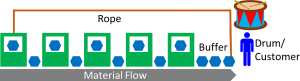 Rope
Buffer
Drum/
Customer
Material Flow